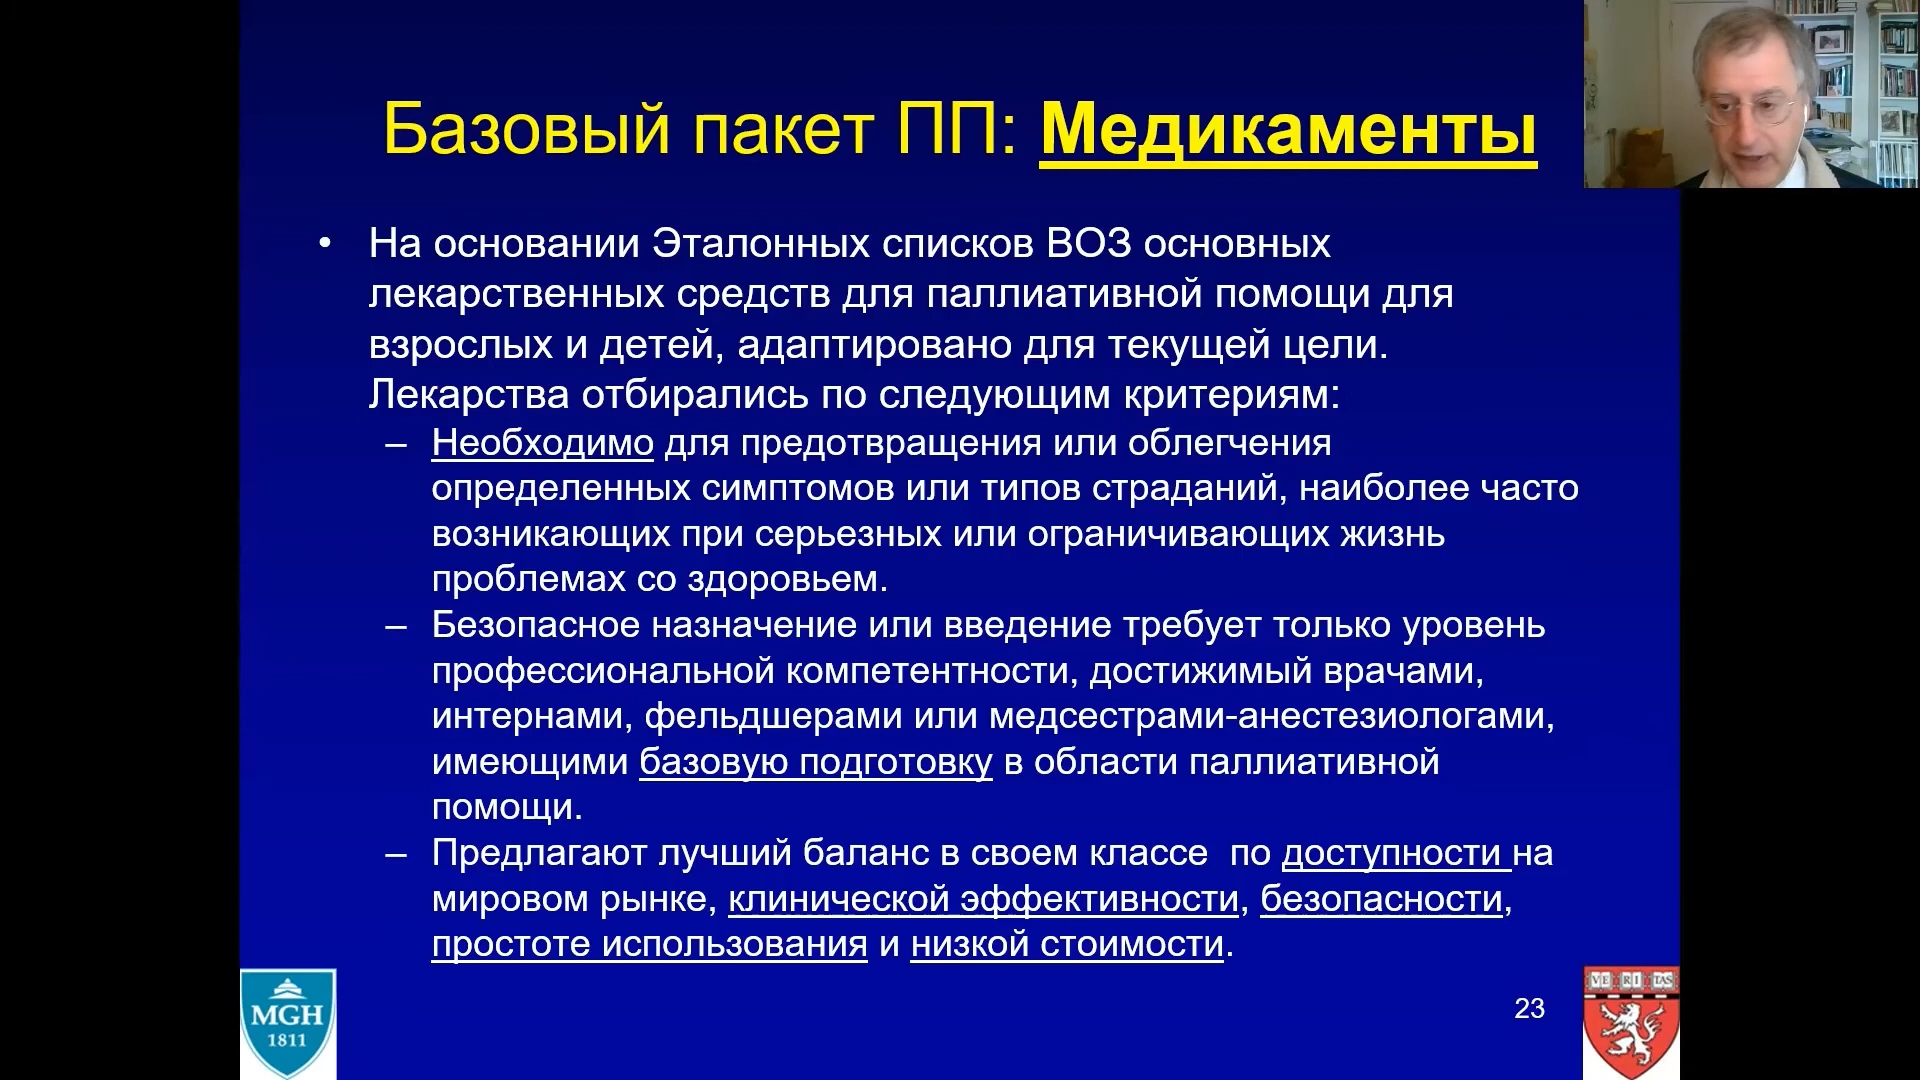 Базовый пакет ПП: Медикаменты
• На основании Эталонных списков ВОЗ основных
лекарственных средств для паллиативной помощи для
взрослых и детей, адаптировано для текущей цели.
Лекарства отбирались по следующим критериям:
– Необходимо для предотвращения или облегчения
определенных симптомов или типов страданий, наиболее часто
возникающих при серьезных или ограничивающих жизнь
проблемах со здоровьем.
– Безопасное назначение или введение требует только уровень
профессиональной компетентности, достижимый врачами,
интернами, фельдшерами или медсестрами-анестезиологами,
имеющими базовую подготовку в области паллиативной
помощи.
– Предлагают лучший баланс в своем классе по доступности на
мировом рынке, клинической эффективности, безопасности,
простоте использования и низкой стоимости.
MGH
1811
23
VE RI TAS